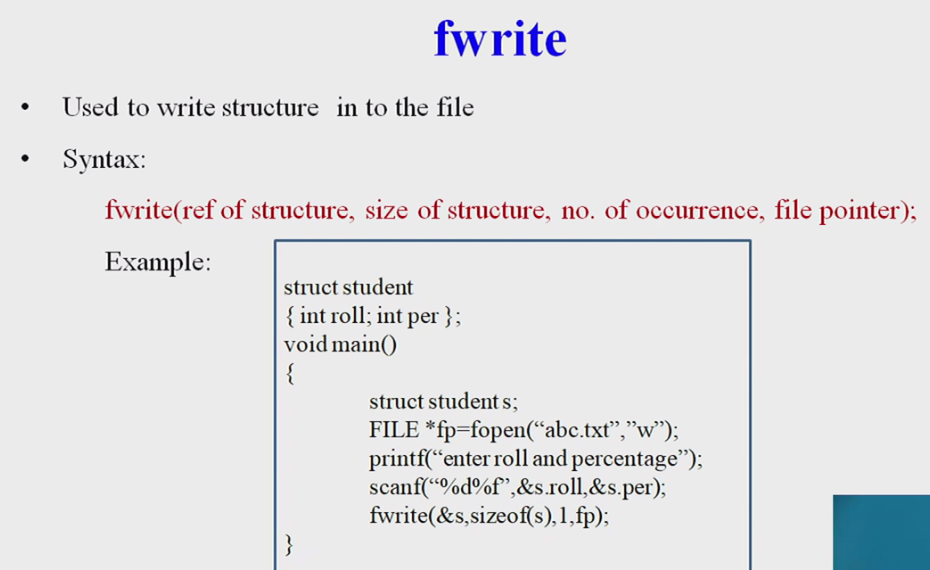 fwrite
• Used to write structure in to the file
• Syntax:
fwrite(ref of structure, size of structure, no. of occurrence, file pointer);
Example:
struct student
{ int roll; int per };
void main()
{
struct student s;
FILE *fp=fopen(“abc.txt”,”w”);
printf(“enter roll and percentage”);
scanf(“%d%f”,&s.roll,&s.per);
fwrite(&s,sizeof(s),1,fp);
}